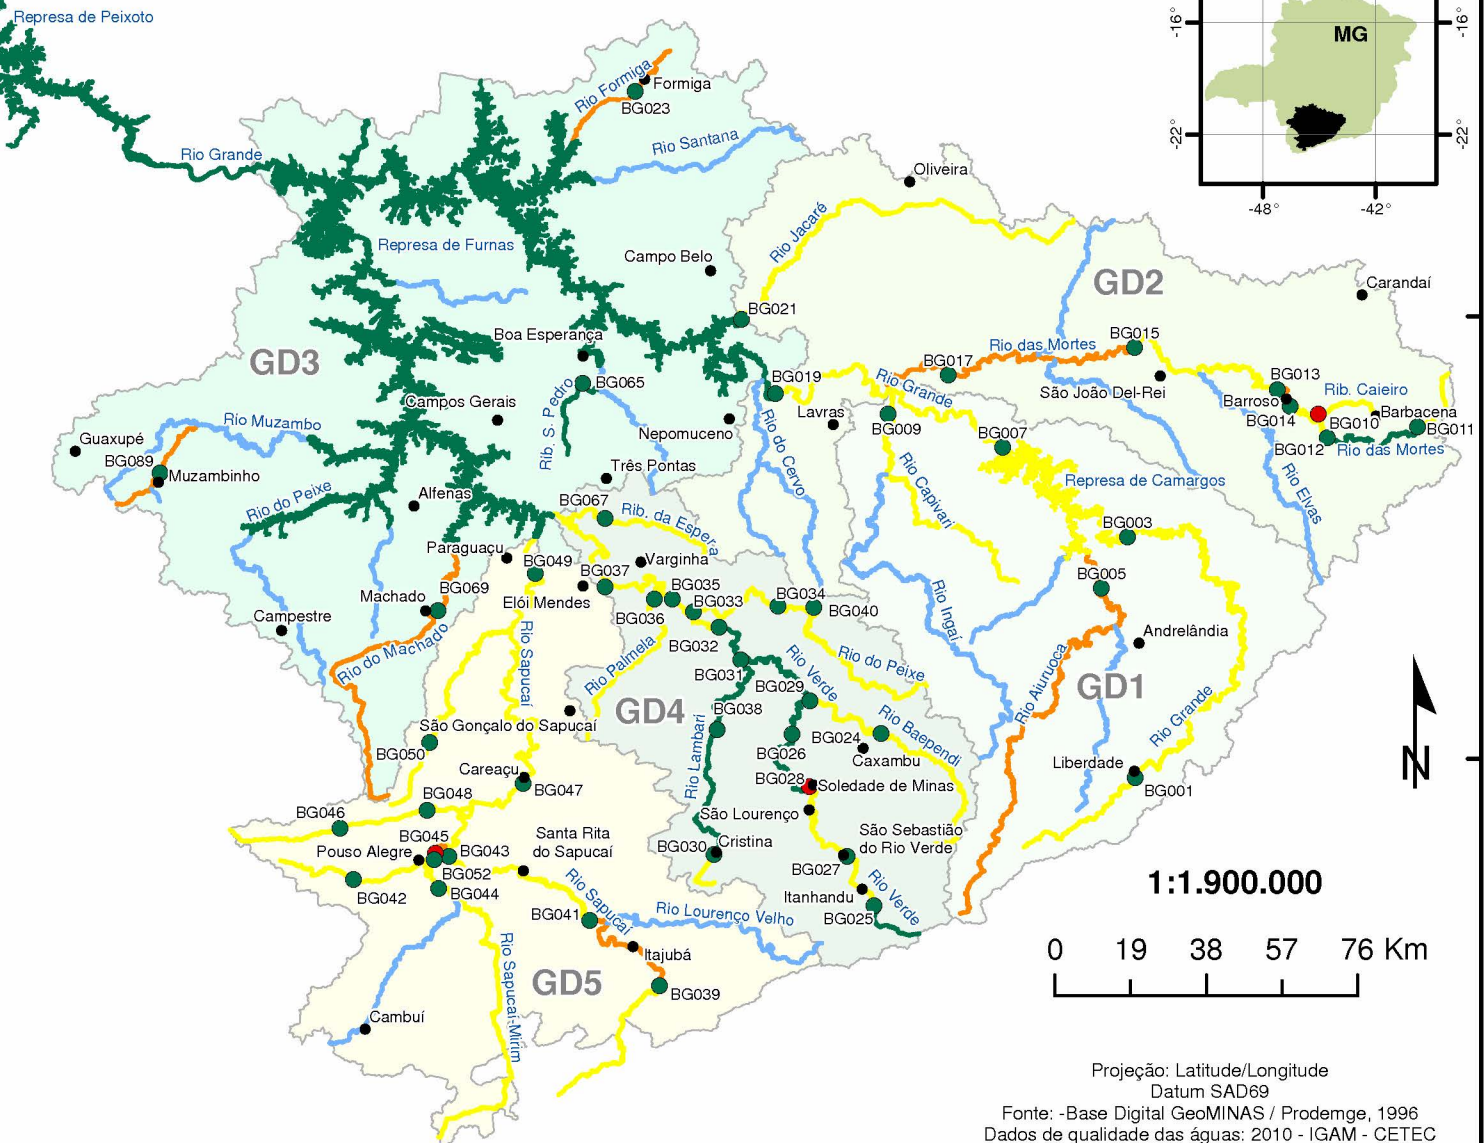 Represa de Peixoto
-16°
-16°
MG
-22°
-22°
-48°
-42°
Rio Formiga
Formiga
BG023
Rio Santana
Rio Grande
Oliveira
Rio Jacaré
Represa de Furnas
Campo Belo
GD2
Carandaí
BG021
Boa Esperança
GD3
BG015
Rio das Mortes
BG017
BG019
Rio Grande
BG065
Rib. S. Pedro
São João Del-Rei
BG013
Rib. Caieiro
Barroso
Barbacena
BG014
BG010
BG011
BG012
Rio das Mortes
Campos Gerais
Lavras
BG009
BG007
Nepomuceno
Rio do Cervo
Rio Muzambo
Guaxupé
BG089
Muzambinho
Três Pontas
Rio Capivari
Represa de Camargos
Rio Elvas
Rio do Peixe
Alfenas
BG067
Rib. da Espera
BG003
Paraguaçu
BG049
Varginha
BG037
BG035
BG069
Machado
Elói Mendes
BG033
BG034
BG040
BG036
BG005
Rio Ingaí
Campestre
Rio do Machado
Rio Sapucaí
BG032
Andrelândia
Rio Palmela
BG031
Rio Verde
Rio do Peixe
BG029
Rio Aiuruoca
GD1
GD4
BG038
São Gonçalo do Sapucaí
BG050
BG024
Rio Baependi
Rio Grande
BG026
Caxambu
Rio Lambari
Careaçu
BG047
BG028
Soledade de Minas
Liberdade
BG001
N
BG048
BG046
São Lourenço
BG045
Santa Rita
do Sapucaí
São Sebastião
do Rio Verde
Pouso Alegre
BG043
BG030
Cristina
BG052
BG027
BG042
BG044
Itanhandu
Rio Verde
BG025
1:1.900.000
BG041
Rio Sapucaí
Rio Lourenço Velho
Itajubá
0 19 38 57 76 Km
Rio Sapucaí-Mirim
GD5
BG039
Cambuí
Projeção: Latitude/Longitude
Datum SAD69
Fonte: -Base Digital GeoMINAS / Prodemge, 1996
Dados de qualidade das águas: 2010 - IGAM - CETEC